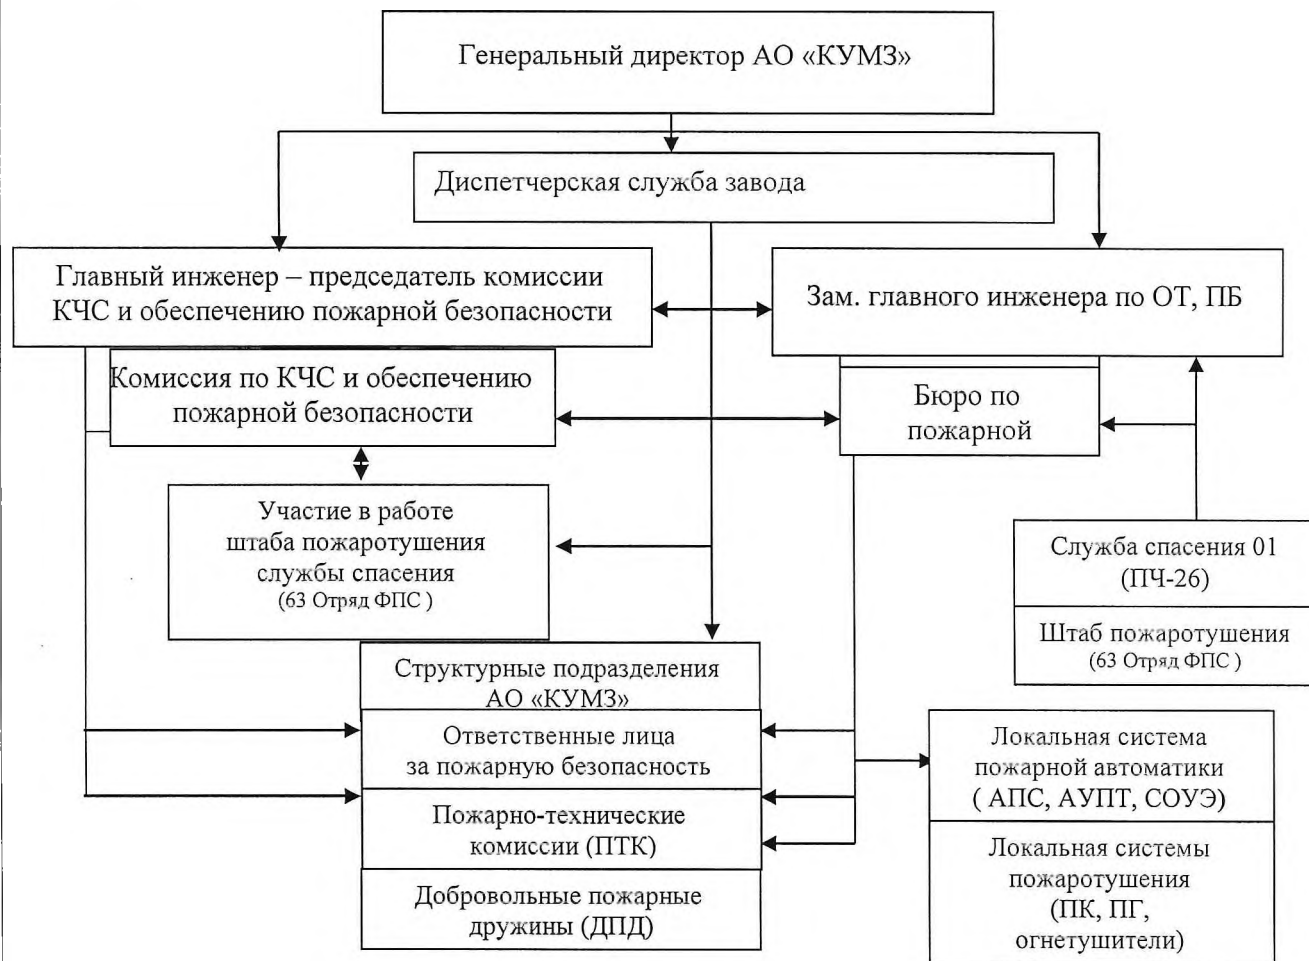 Генеральный директор АО «КУМЗ»
Диспетчерская служба завода
Главный инженер – председатель комиссии
КЧС и обеспечению пожарной безопасности
Зам. главного инженера по ОТ, ПБ
Комиссия по КЧС и обеспечению
пожарной безопасности
Бюро по
пожарной
Участие в работе
штаба пожаротушения
службы спасения
(63 Отряд ФПС )
Служба спасения 01
(ПЧ-26)
Штаб пожаротушения
(63 Отряд ФПС )
Структурные подразделения
АО «КУМЗ»
Ответственные лица
за пожарную безопасность
Пожарно-технические
комиссии (ПТК)
Добровольные пожарные
дружины (ДПД)
Локальная система
пожарной автоматики
( АПС, АУПТ, СОУЭ)
Локальная системы
пожаротушения
(ПК, ПГ,
огнетушители)